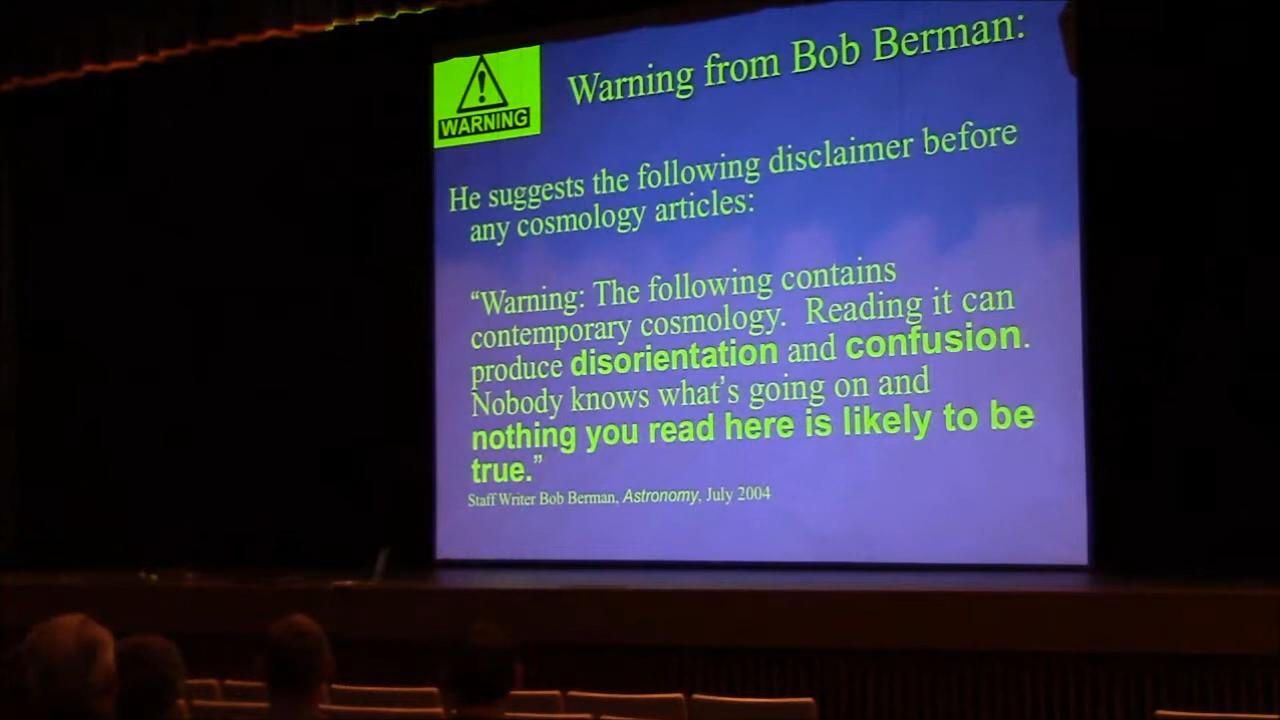 WARNING
Warning from Bob Berman:
He suggests the following disclaimer before
any cosmology articles:
“Warning: The following contains
contemporary cosmology. Reading it can
produce disorientation and confusion.
Nobody knows what’s going on and
nothing you read here is likely to be
true.”
Staff Writer Bob Berman, Astronomy, July 2004